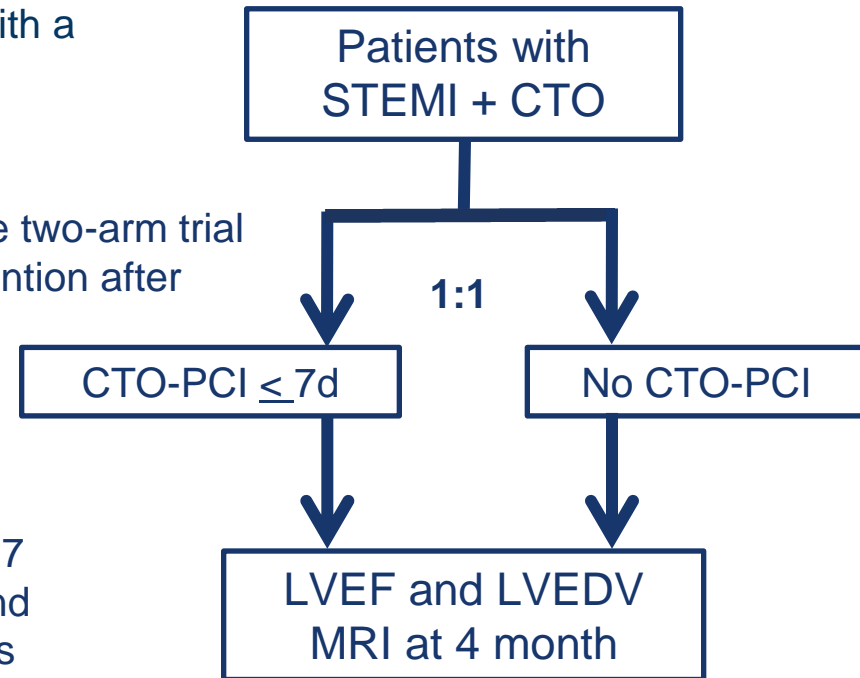 ith a
Patients with
STEMI + CTO
e two-arm trial
ention after
1:1
CTO-PCI < 7d
No CTO-PCI
7
nd
s
LVEF and LVEDV
MRI at 4 month